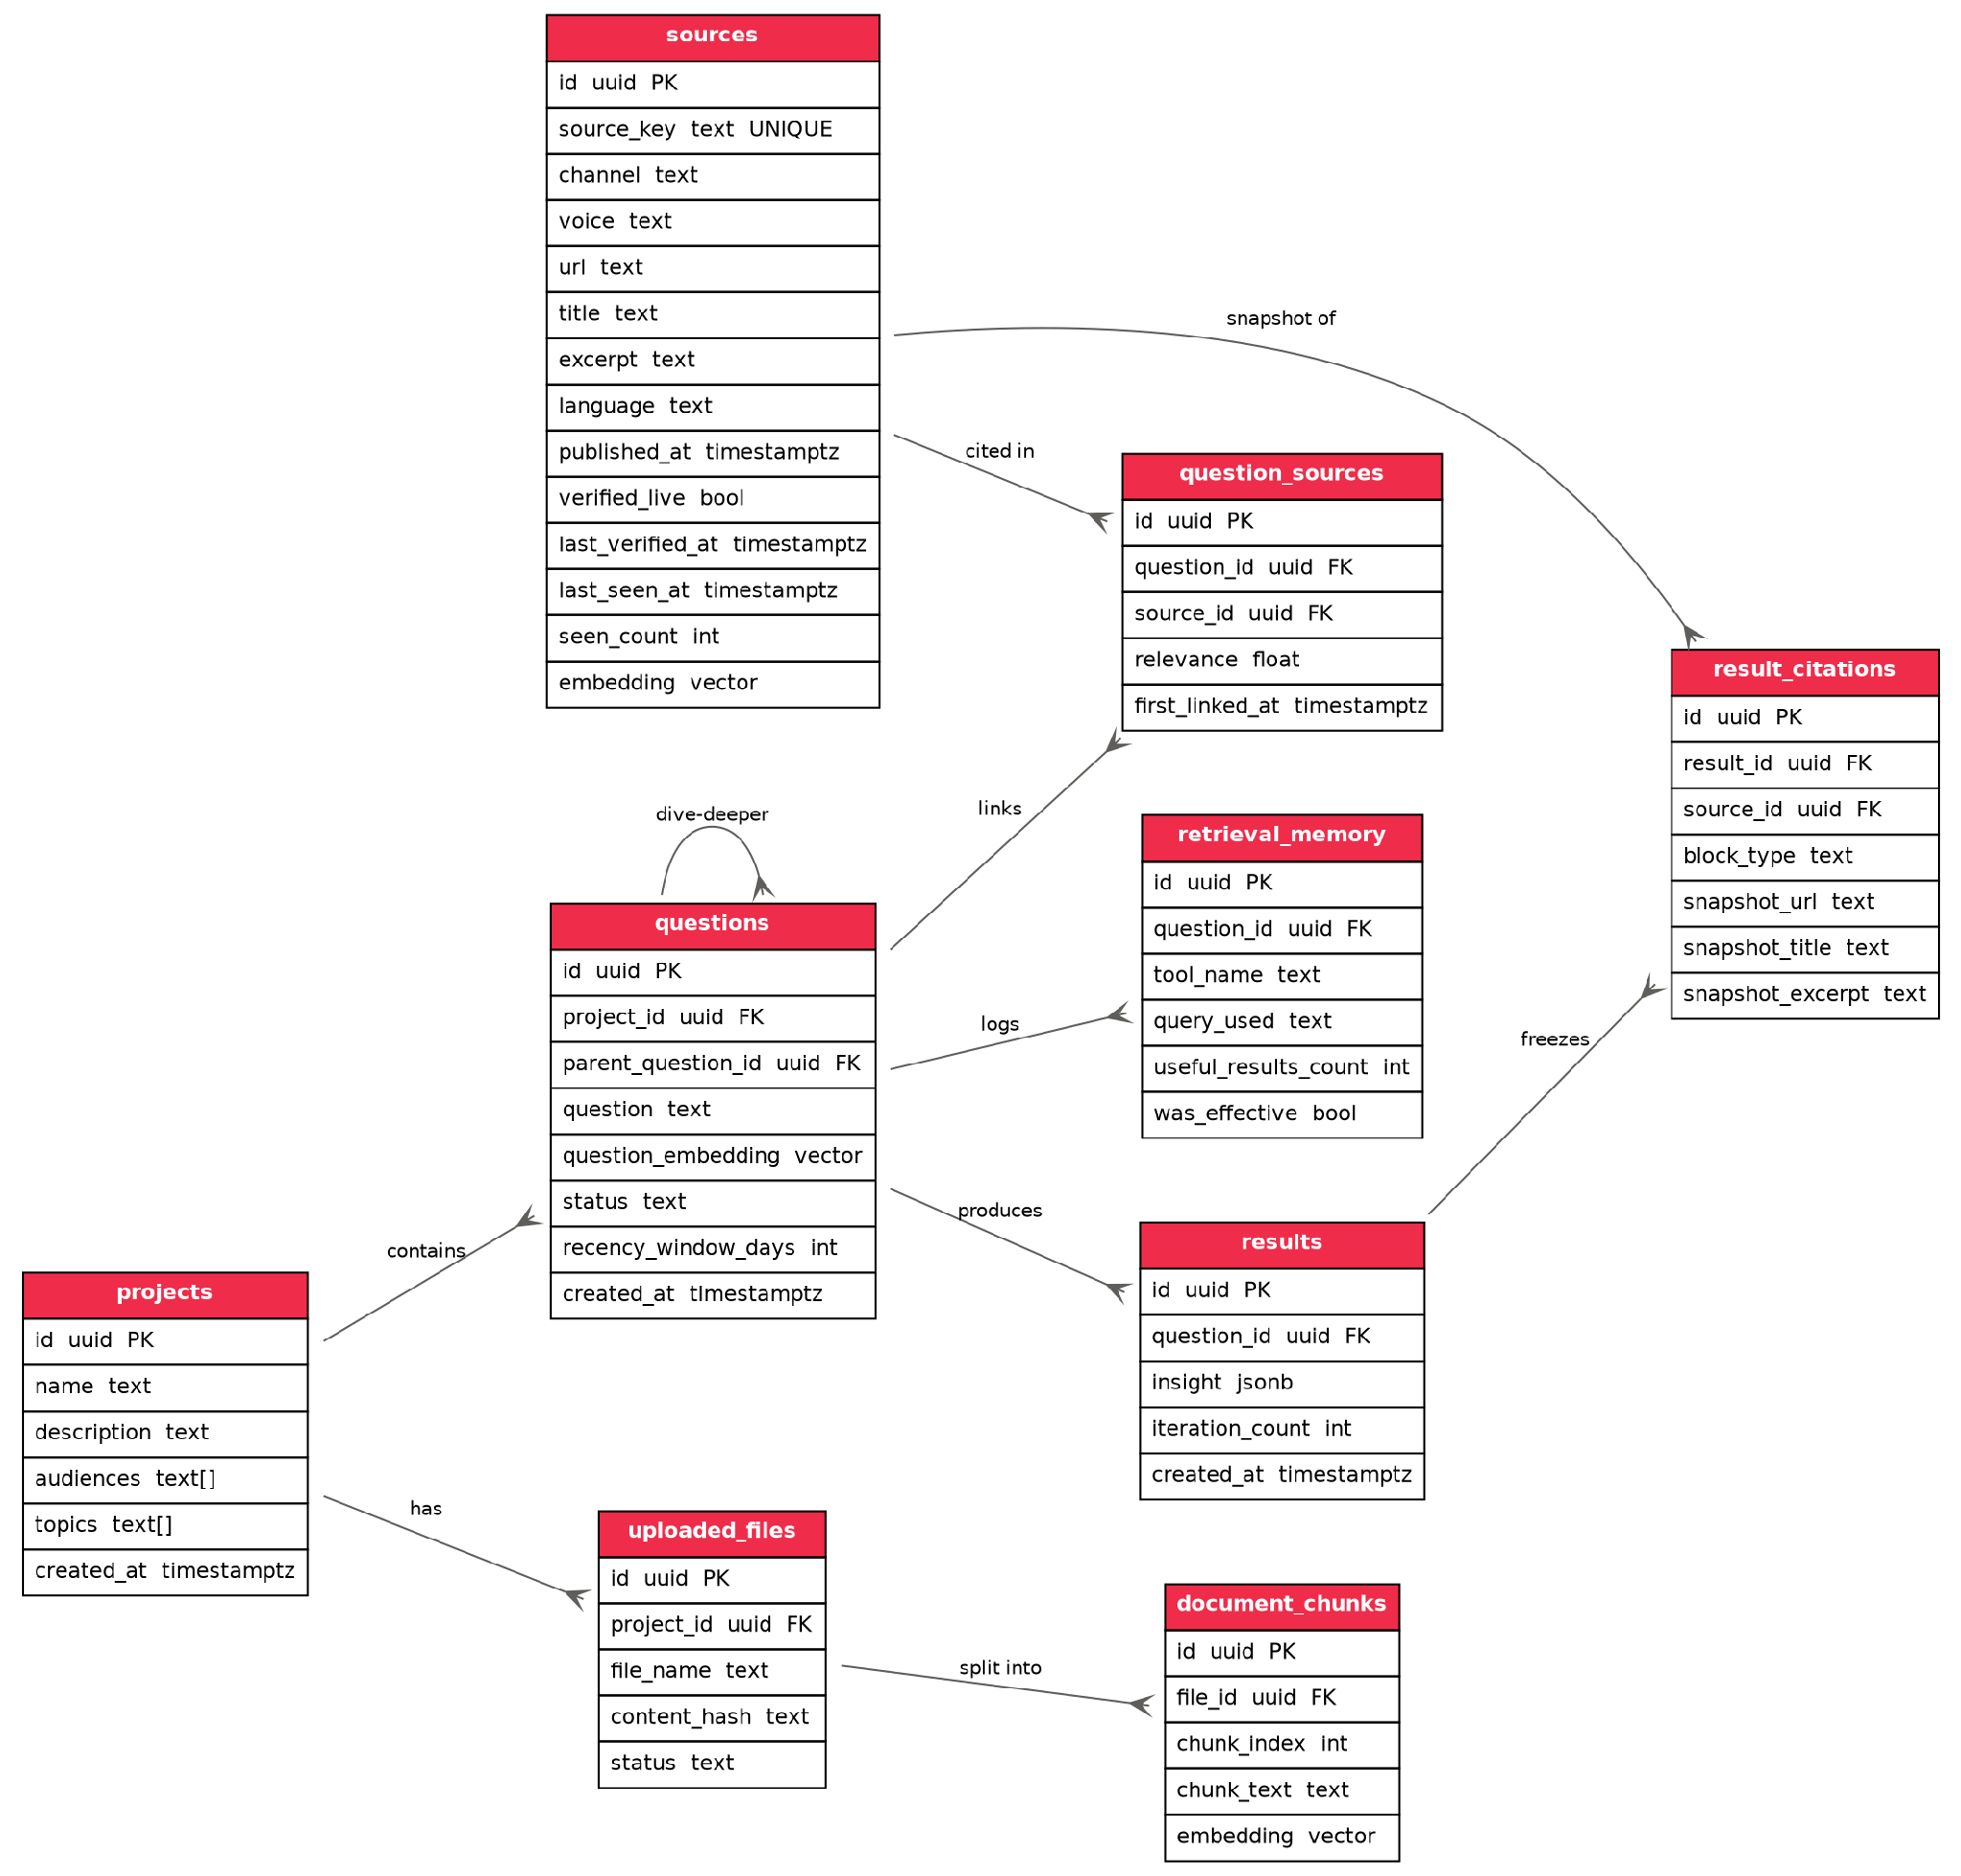 sources
id uuid PK
source_key text UNIQUE
channel text
voice text
url text
title text
excerpt text
language text
published_at timestamptz
verified_live bool
last_verified_at timestamptz
last_seen_at timestamptz
seen_count int
embedding vector
snapshot of
cited in
question_sources
id uuid PK
question_id uuid FK
source_id uuid FK
relevance float
first_linked_at timestamptz
result_citations
id uuid PK
result_id uuid FK
source_id uuid FK
block_type text
snapshot_url text
snapshot_title text
snapshot_excerpt text
links
dive-deeper
retrieval_memory
id uuid PK
question_id uuid FK
tool_name text
query_used text
useful_results_count int
was_effective bool
questions
id uuid PK
project_id uuid FK
parent_question_id uuid FK
question text
question_embedding vector
status text
recency_window_days int
created_at timestamptz
logs
freezes
produces
contains
results
id uuid PK
question_id uuid FK
insight jsonb
iteration_count int
created_at timestamptz
projects
id uuid PK
name text
description text
audiences text[]
topics text[]
created_at timestamptz
has
uploaded_files
id uuid PK
project_id uuid FK
file_name text
content_hash text
status text
split into
document_chunks
id uuid PK
file_id uuid FK
chunk_index int
chunk_text text
embedding vector